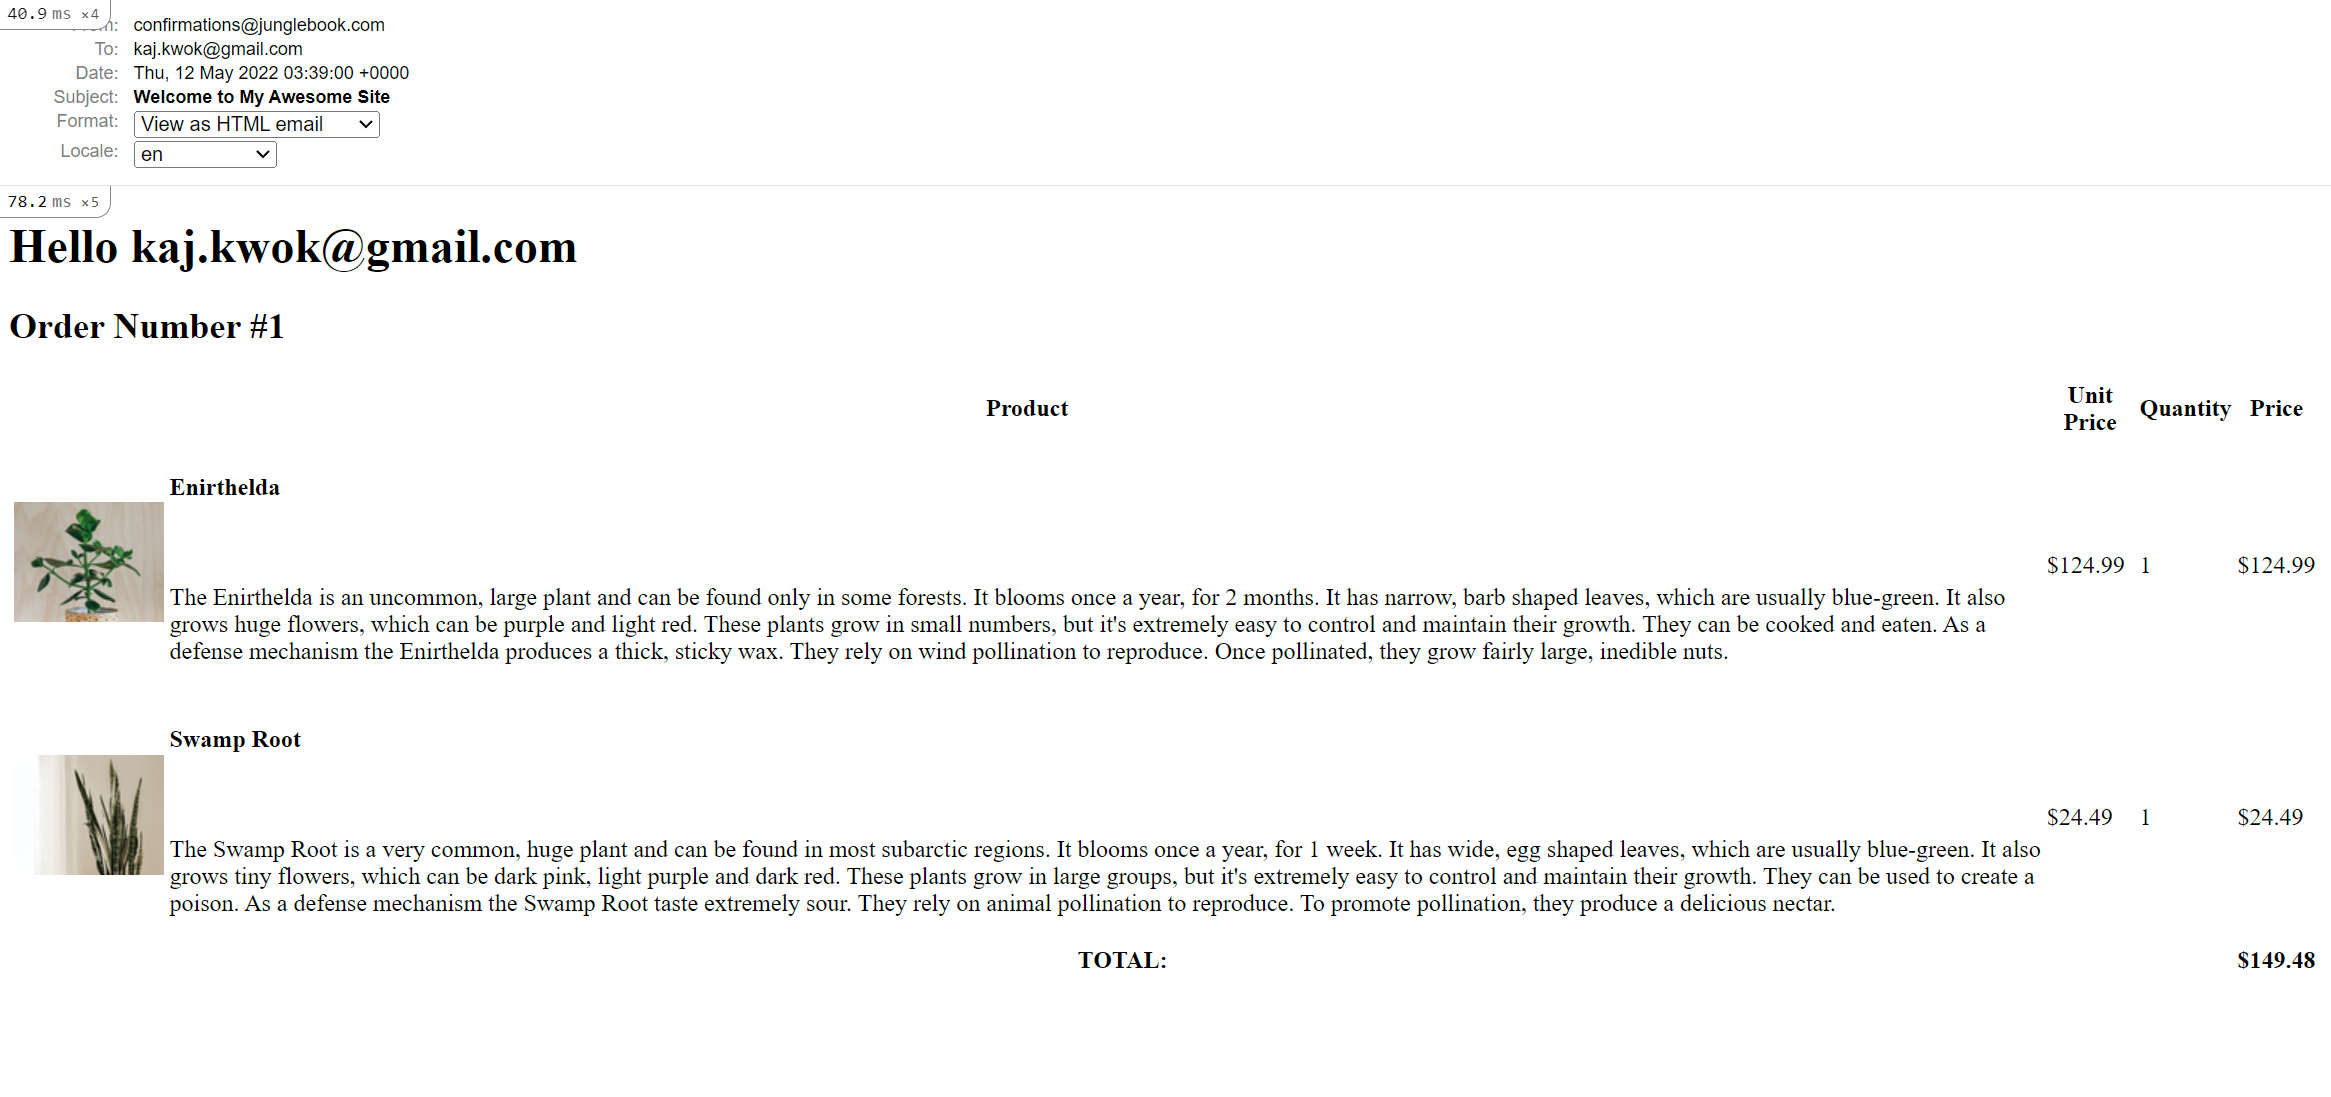 40.9 ms ×4
confirmations@junglebook.com
To: kaj.kwok@gmail.com
Date: Thu, 12 May 2022 03:39:00 +0000
Subject: Welcome to My Awesome Site
Format: View as HTML email
Locale: en
78.2 ms ×5
Hello kaj.kwok@gmail.com
Order Number #1
Product Unit Price Quantity Price
Enirthelda
$124.99 1 $124.99
The Enirthelda is an uncommon, large plant and can be found only in some forests. It blooms once a year, for 2 months. It has narrow, barb shaped leaves, which are usually blue-green. It also
grows huge flowers, which can be purple and light red. These plants grow in small numbers, but it's extremely easy to control and maintain their growth. They can be cooked and eaten. As a
defense mechanism the Enirthelda produces a thick, sticky wax. They rely on wind pollination to reproduce. Once pollinated, they grow fairly large, inedible nuts.
Swamp Root
$24.49 1 $24.49
The Swamp Root is a very common, huge plant and can be found in most subarctic regions. It blooms once a year, for 1 week. It has wide, egg shaped leaves, which are usually blue-green. It also
grows tiny flowers, which can be dark pink, light purple and dark red. These plants grow in large groups, but it's extremely easy to control and maintain their growth. They can be used to create a
poison. As a defense mechanism the Swamp Root taste extremely sour. They rely on animal pollination to reproduce. To promote pollination, they produce a delicious nectar.
TOTAL: $149.48